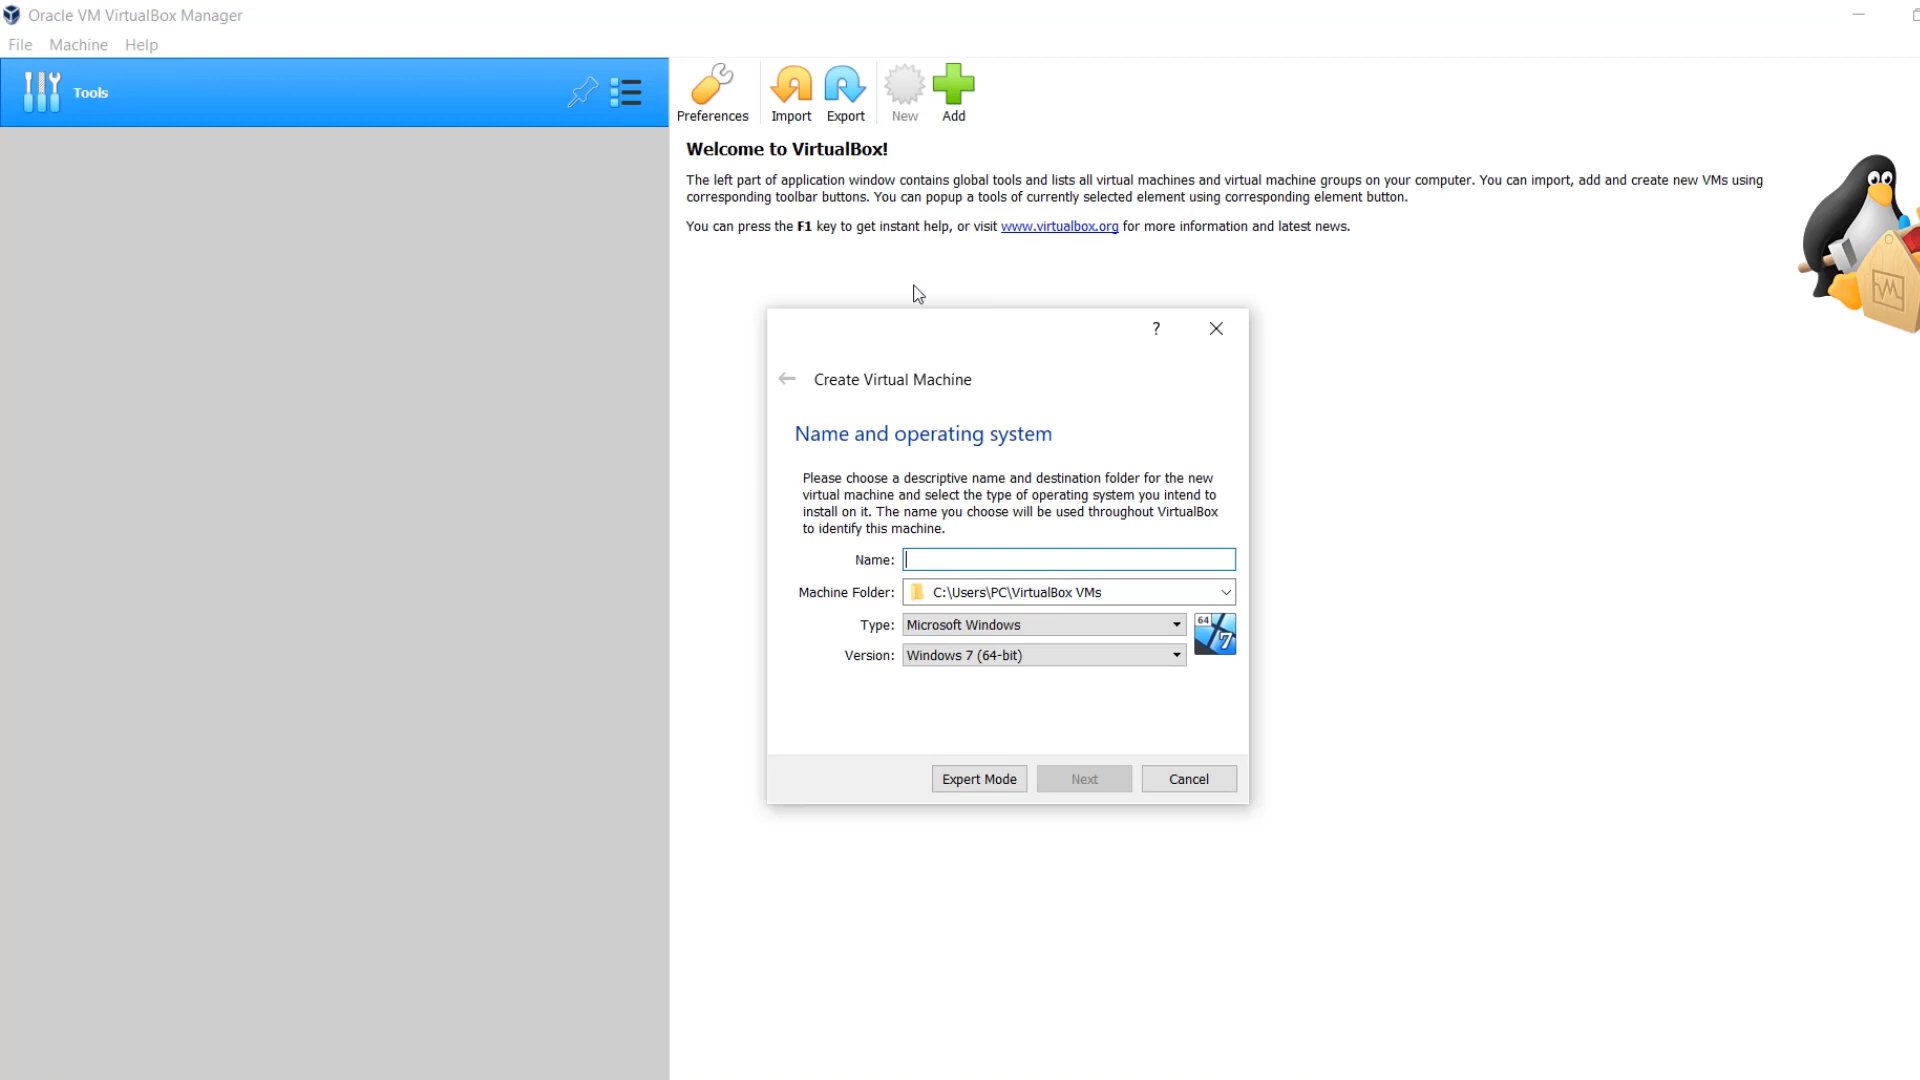 Oracle VM VirtualBox Manager
File Machine Help
Tools
Preferences Import Export New Add
Welcome to VirtualBox!
The left part of application window contains global tools and lists all virtual machines and virtual machine groups on your computer. You can import, add and create new VMs using
corresponding toolbar buttons. You can popup a tools of currently selected element using corresponding element button.
You can press the F1 key to get instant help, or visit www.virtualbox.org for more information and latest news.
?
Create Virtual Machine
Name and operating system
Please choose a descriptive name and destination folder for the new
virtual machine and select the type of operating system you intend to
install on it. The name you choose will be used throughout VirtualBox
to identify this machine.
Name:
Machine Folder: C:\Users\PC\VirtualBox VMs
Type: Microsoft Windows
64
7
Version: Windows 7 (64-bit)
Expert Mode Next Cancel